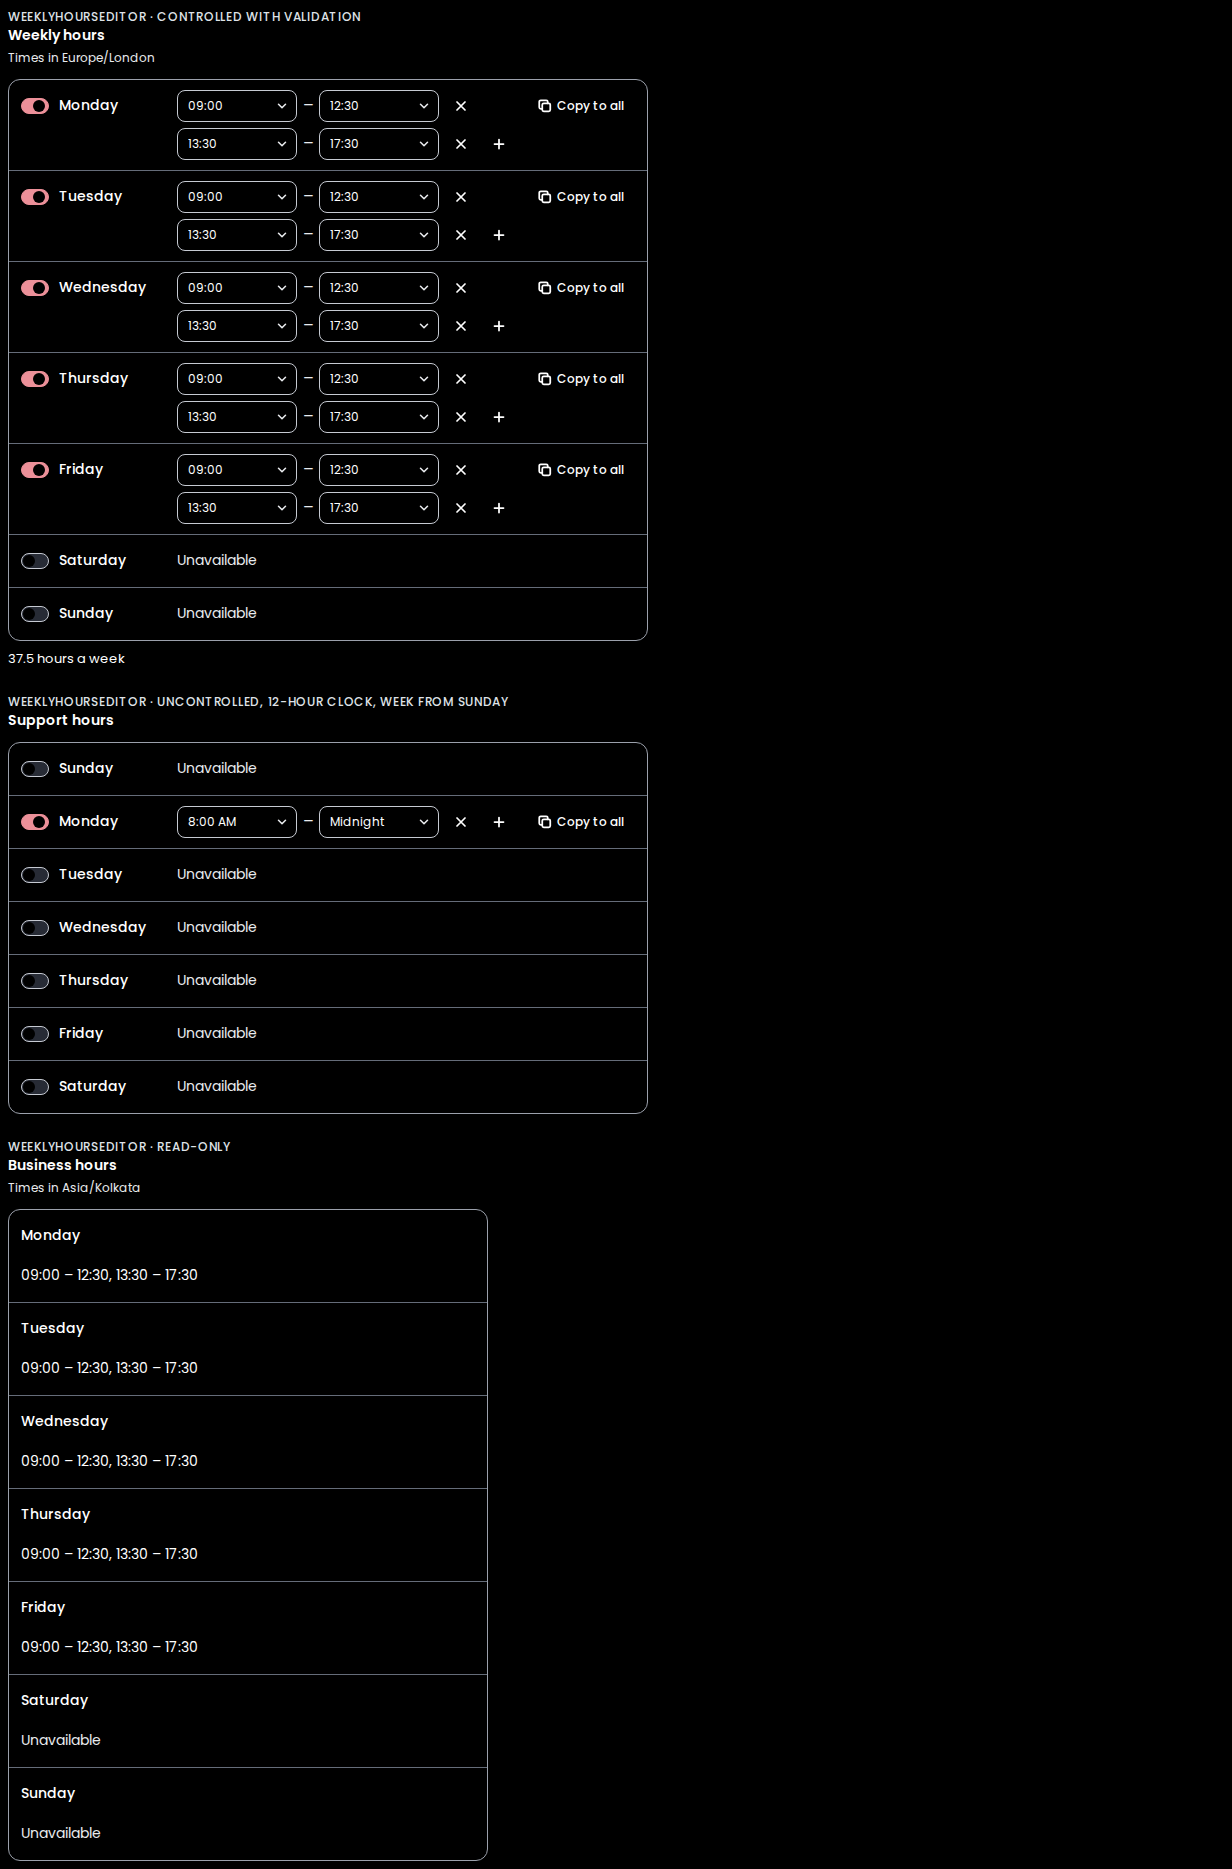 WEEKLYHOURSEDITOR · CONTROLLED WITH VALIDATION
Weekly hours
Times in Europe/London
Monday 09:00 – 12:30 Copy to all
13:30 – 17:30
Tuesday 09:00 – 12:30 Copy to all
13:30 – 17:30
Wednesday 09:00 – 12:30 Copy to all
13:30 – 17:30
Thursday 09:00 – 12:30 Copy to all
13:30 – 17:30
Friday 09:00 – 12:30 Copy to all
13:30 – 17:30
Saturday Unavailable
Sunday Unavailable
37.5 hours a week
WEEKLYHOURSEDITOR · UNCONTROLLED, 12-HOUR CLOCK, WEEK FROM SUNDAY
Support hours
Sunday Unavailable
Monday 8:00 AM – Midnight Copy to all
Tuesday Unavailable
Wednesday Unavailable
Thursday Unavailable
Friday Unavailable
Saturday Unavailable
WEEKLYHOURSEDITOR · READ-ONLY
Business hours
Times in Asia/Kolkata
Monday
09:00 – 12:30, 13:30 – 17:30
Tuesday
09:00 – 12:30, 13:30 – 17:30
Wednesday
09:00 – 12:30, 13:30 – 17:30
Thursday
09:00 – 12:30, 13:30 – 17:30
Friday
09:00 – 12:30, 13:30 – 17:30
Saturday
Unavailable
Sunday
Unavailable